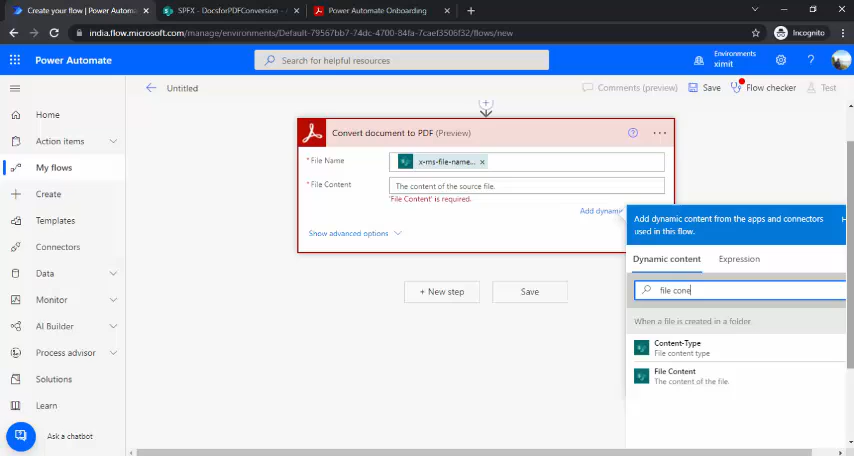 Create your flow | Power Automa
SPFX - DocsforPDFConversion - A
Power Automate Onboarding
india.flow.microsoft.com/manage/environments/Default-79567bb7-74dc-4700-84fa-7caef3506f32/flows/new
Incognito
Power Automate
Search for helpful resources
Environments
ximit
Untitled
Comments (preview)
Save
Flow checker
Test
Home
Action items
My flows
Create
Templates
Connectors
Data
Monitor
AI Builder
Process advisor
Solutions
Learn
Ask a chatbot
Convert document to PDF (Preview)
* File Name
x-ms-file-name...
* File Content
The content of the source file.
'File Content' is required.
Add dynamic
Show advanced options
+ New step
Save
Add dynamic content from the apps and connectors
used in this flow.
H
Dynamic content
Expression
file cone
When a file is created in a folder
Content-Type
File content type
File Content
The content of the file.